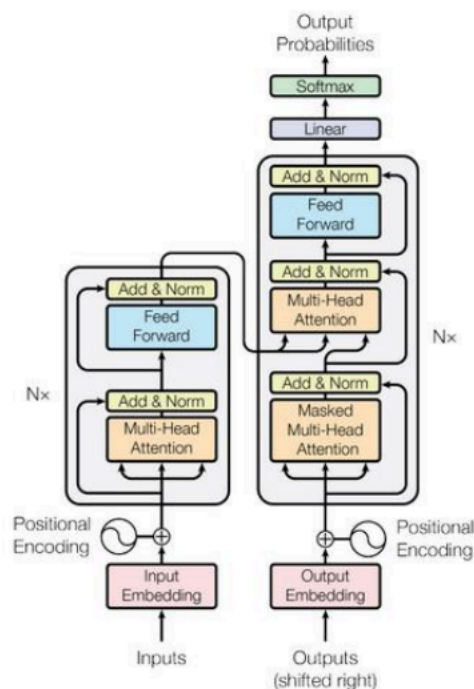 Output
Probabilities
Softmax
Linear
Add & Norm
Feed
Forward
Add & Norm
Multi-Head
Attention
Nx
Add & Norm
Masked
Multi-Head
Attention
Add & Norm
Feed
Forward
Nx
Add & Norm
Multi-Head
Attention
Positional
Encoding
Positional
Encoding
Input
Embedding
Output
Embedding
Inputs
Outputs
(shifted right)